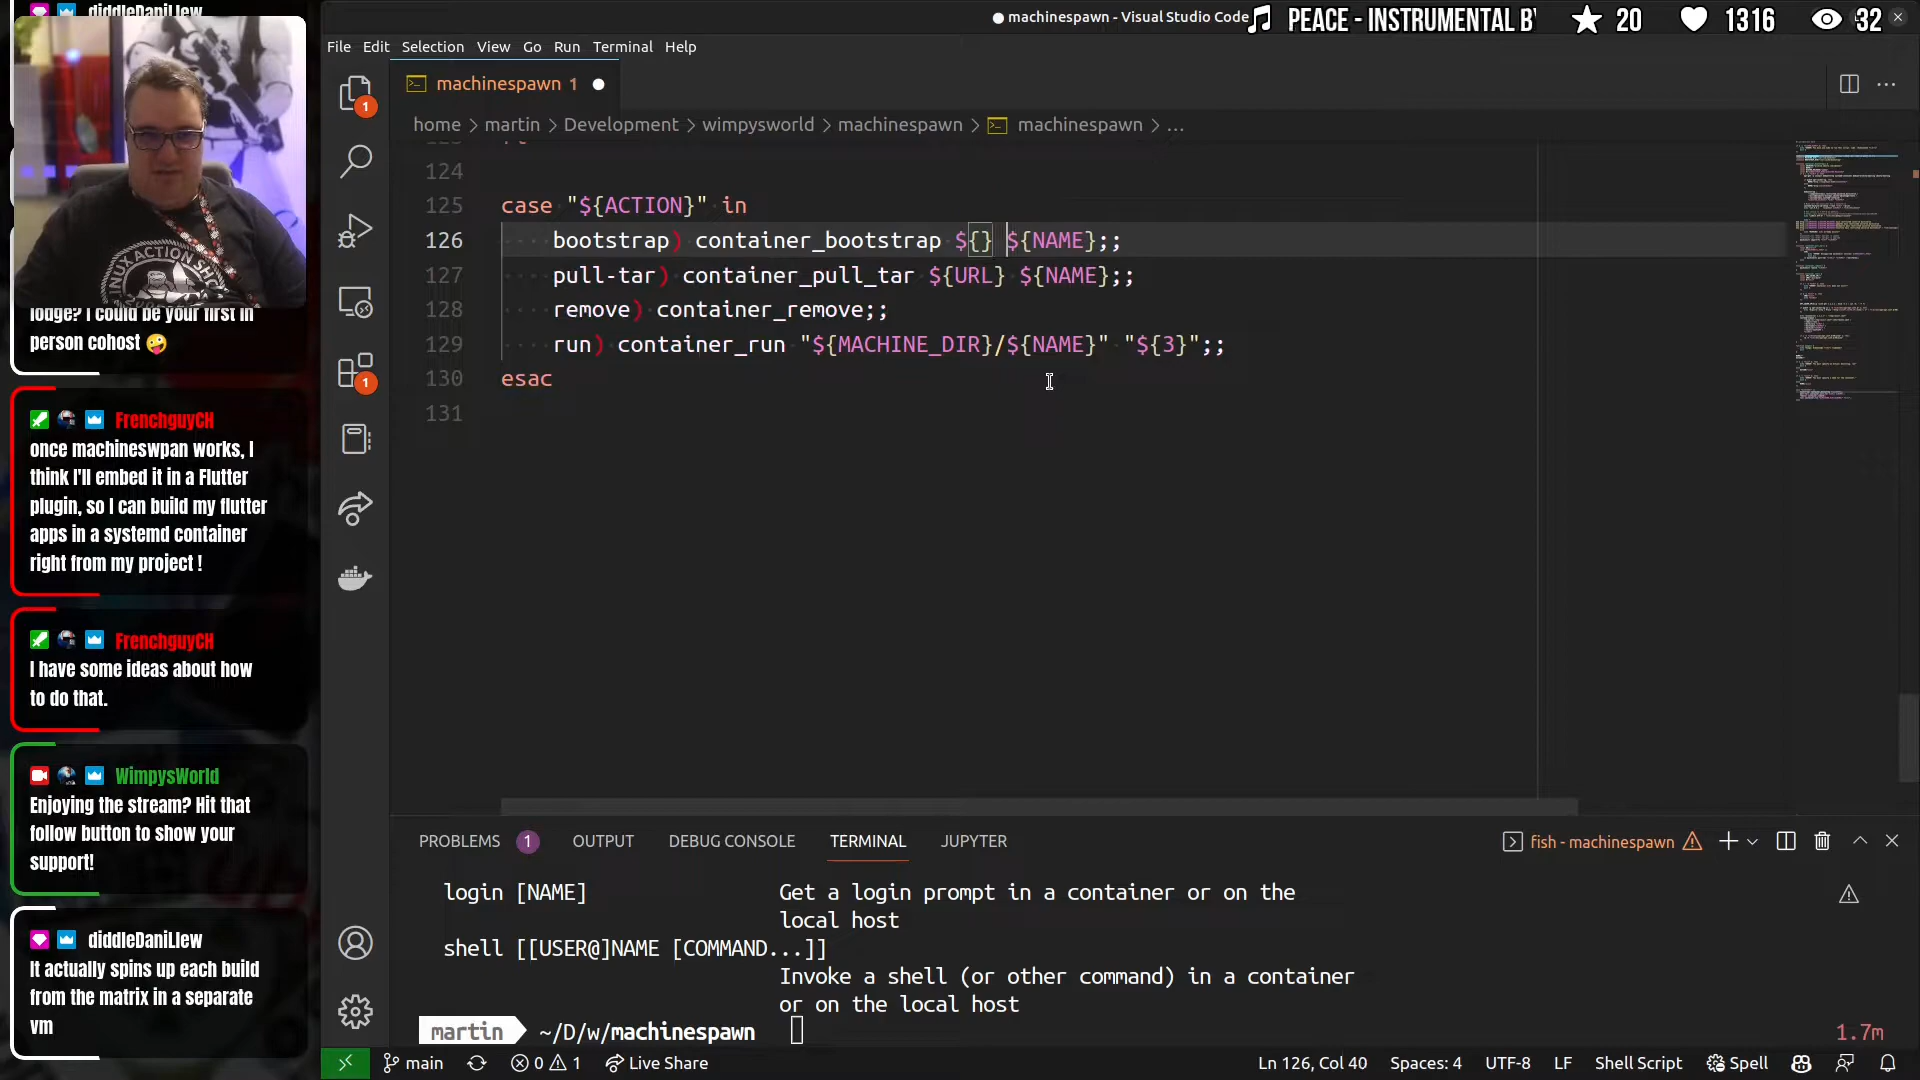 diddleDaniLlew
machinespawn - Visual Studio Code
PEACE - INSTRUMENTAL B
20
1316
32
File Edit Selection View Go Run Terminal Help
machinespawn 1
home > martin > Development > wimpysworld > machinespawn > machinespawn > ...
124
125 case "${ACTION}" in
126 bootstrap) container_bootstrap ${} ${NAME};;
127 pull-tar) container_pull_tar ${URL} ${NAME};;
128 remove) container_remove;;
129 run) container_run "${MACHINE_DIR}/${NAME}" "${3}";;
130 esac
131
1
1
LINUX ACTION SH
lodge? I could be your first in
person cohost 🤪
FrenchguyCH
once machineswpan works, I
think I'll embed it in a Flutter
plugin, so I can build my flutter
apps in a systemd container
right from my project !
FrenchguyCH
I have some ideas about how
to do that.
WimpysWorld
Enjoying the stream? Hit that
follow button to show your
support!
diddleDaniLlew
It actually spins up each build
from the matrix in a separate
vm
PROBLEMS 1 OUTPUT DEBUG CONSOLE TERMINAL JUPYTER
fish - machinespawn
login [NAME] Get a login prompt in a container or on the
local host
shell [[USER@]NAME [COMMAND...]]
Invoke a shell (or other command) in a container
or on the local host
martin ~/D/w/machinespawn
1.7m
main 0 1 Live Share Ln 126, Col 40 Spaces: 4 UTF-8 LF Shell Script Spell